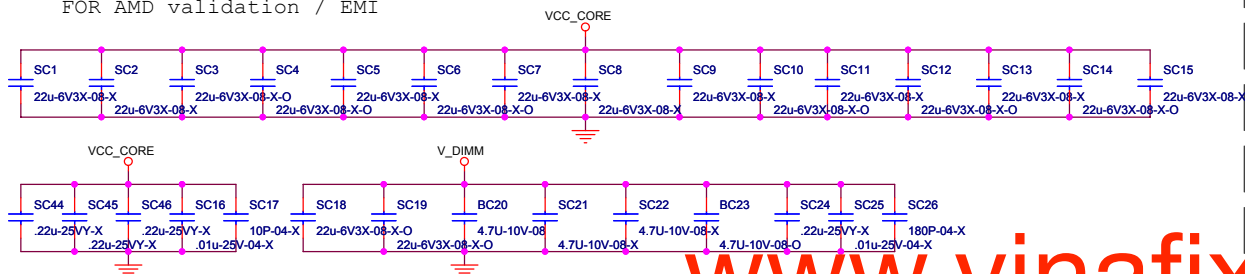 FOR AMD validation / EMI
VCC_CORE
SC1 SC2 SC3 SC4 SC5 SC6 SC7 SC8 SC9 SC10 SC11 SC12 SC13 SC14 SC15
22u-6V3X-08-X 22u-6V3X-08-X-O 22u-6V3X-08-X 22u-6V3X-08-X 22u-6V3X-08-X 22u-6V3X-08-X 22u-6V3X-08-X 22u-6V3X-08-X
22u-6V3X-08-X 22u-6V3X-08-X-O 22u-6V3X-08-X-O 22u-6V3X-08-X 22u-6V3X-08-X-O 22u-6V3X-08-X-O 22u-6V3X-08-X-O
VCC_CORE V_DIMM
SC44 SC45 SC46 SC16 SC17 SC18 SC19 BC20 SC21 SC22 BC23 SC24 SC25 SC26
.22u-25VY-X .22u-25VY-X 10P-04-X 22u-6V3X-08-X-O 4.7U-10V-08 4.7U-10V-08-X .22u-25VY-X 180P-04-X
.22u-25VY-X .01u-25V-04-X 22u-6V3X-08-X-O 4.7U-10V-08-X 4.7U-10V-08-O .01u-25V-04-X
www.vinafix